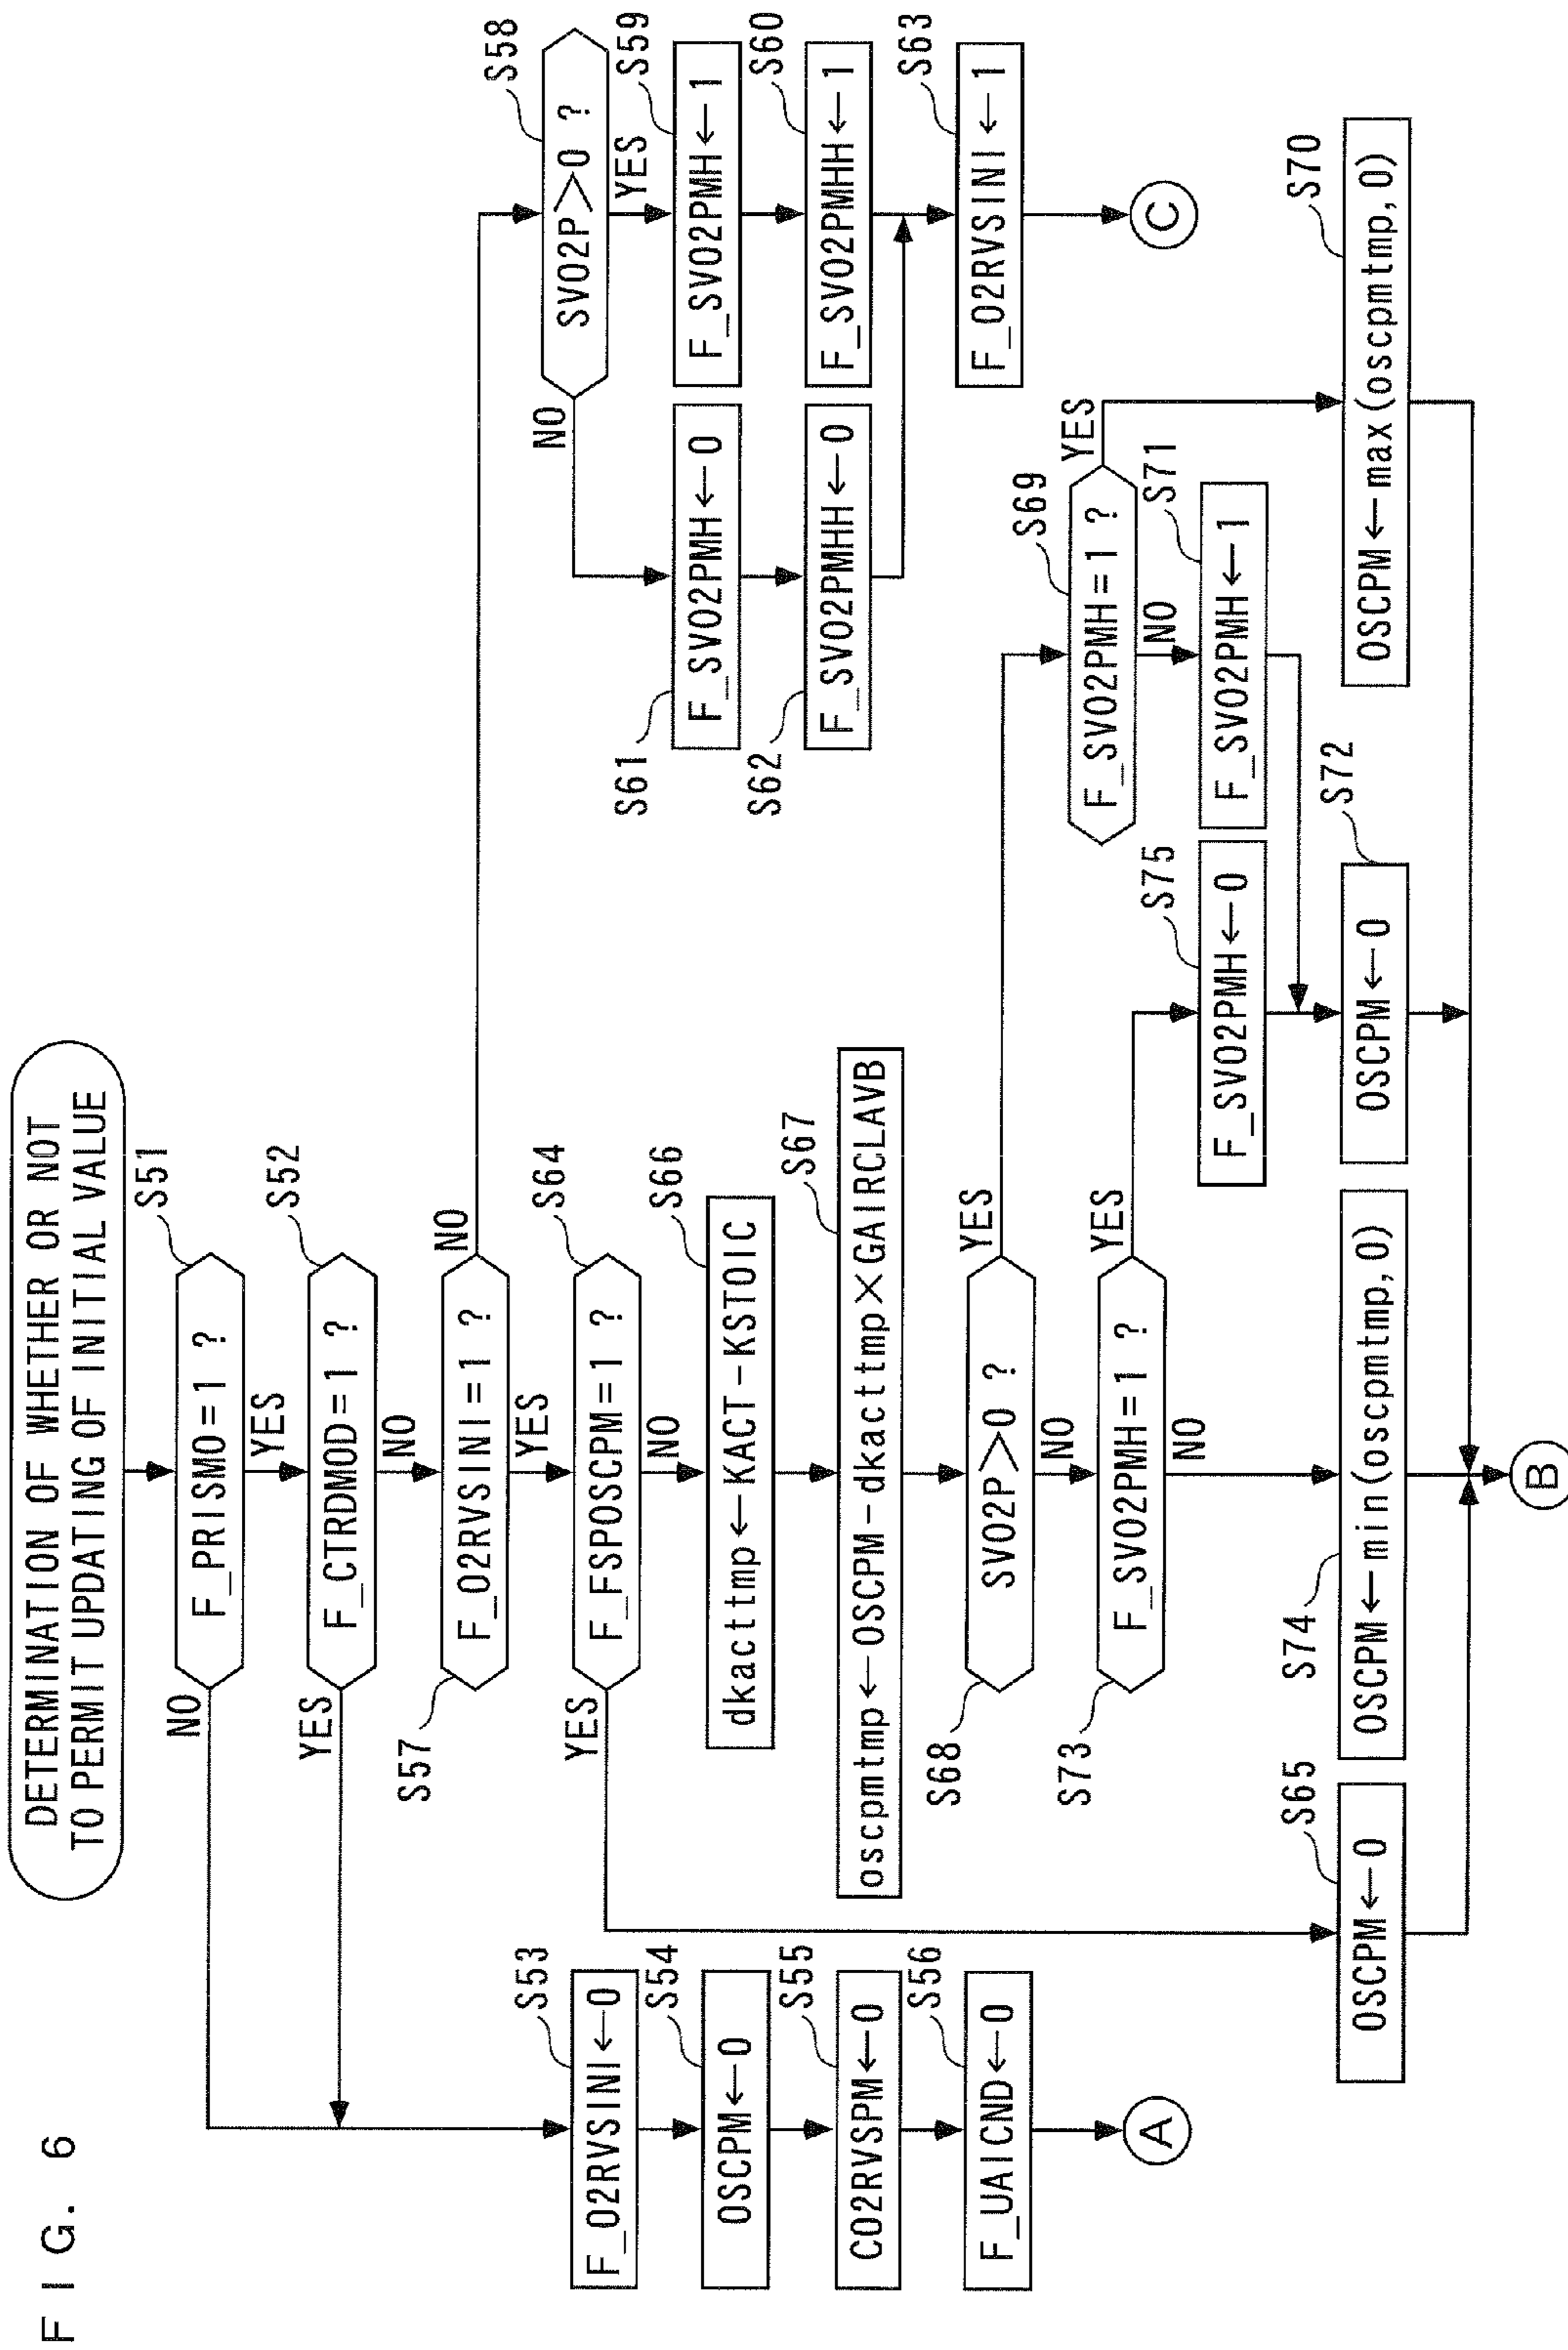 FIG. 6
DETERMINATION OF WHETHER OR NOT
TO PERMIT UPDATING OF INITIAL VALUE
S51
F_PRISMO=1 ?
NO
YES
S52
F_CTRDMOD=1 ?
YES
NO
S57
F_O2RVSINI=1 ?
NO
YES
S58
SVO2P>0 ?
NO
YES
S59
F_SVO2PMH←1
S60
F_SVO2PMHH←1
S61
F_SVO2PMH←0
S62
F_SVO2PMHH←0
S63
F_O2RVSINI←1
C
S53
F_O2RVSINI←0
S54
OSCPM←0
S55
CO2RVSPM←0
S56
F_UAICND←0
A
S64
F_FSPOSCPM=1 ?
YES
NO
S66
dkacttmp←KACT-KSTOIC
S67
oscpmtmp←OSCPM-dkacttmp×GAIRCLAVB
S68
SVO2P>0 ?
YES
NO
S69
F_SVO2PMH=1 ?
YES
NO
S73
F_SVO2PMH=1 ?
YES
NO
S75
F_SVO2PMH←0
S71
F_SVO2PMH←1
S65
OSCPM←0
S74
OSCPM←min(oscpmtmp,0)
S72
OSCPM←0
S70
OSCPM←max(oscpmtmp,0)
B